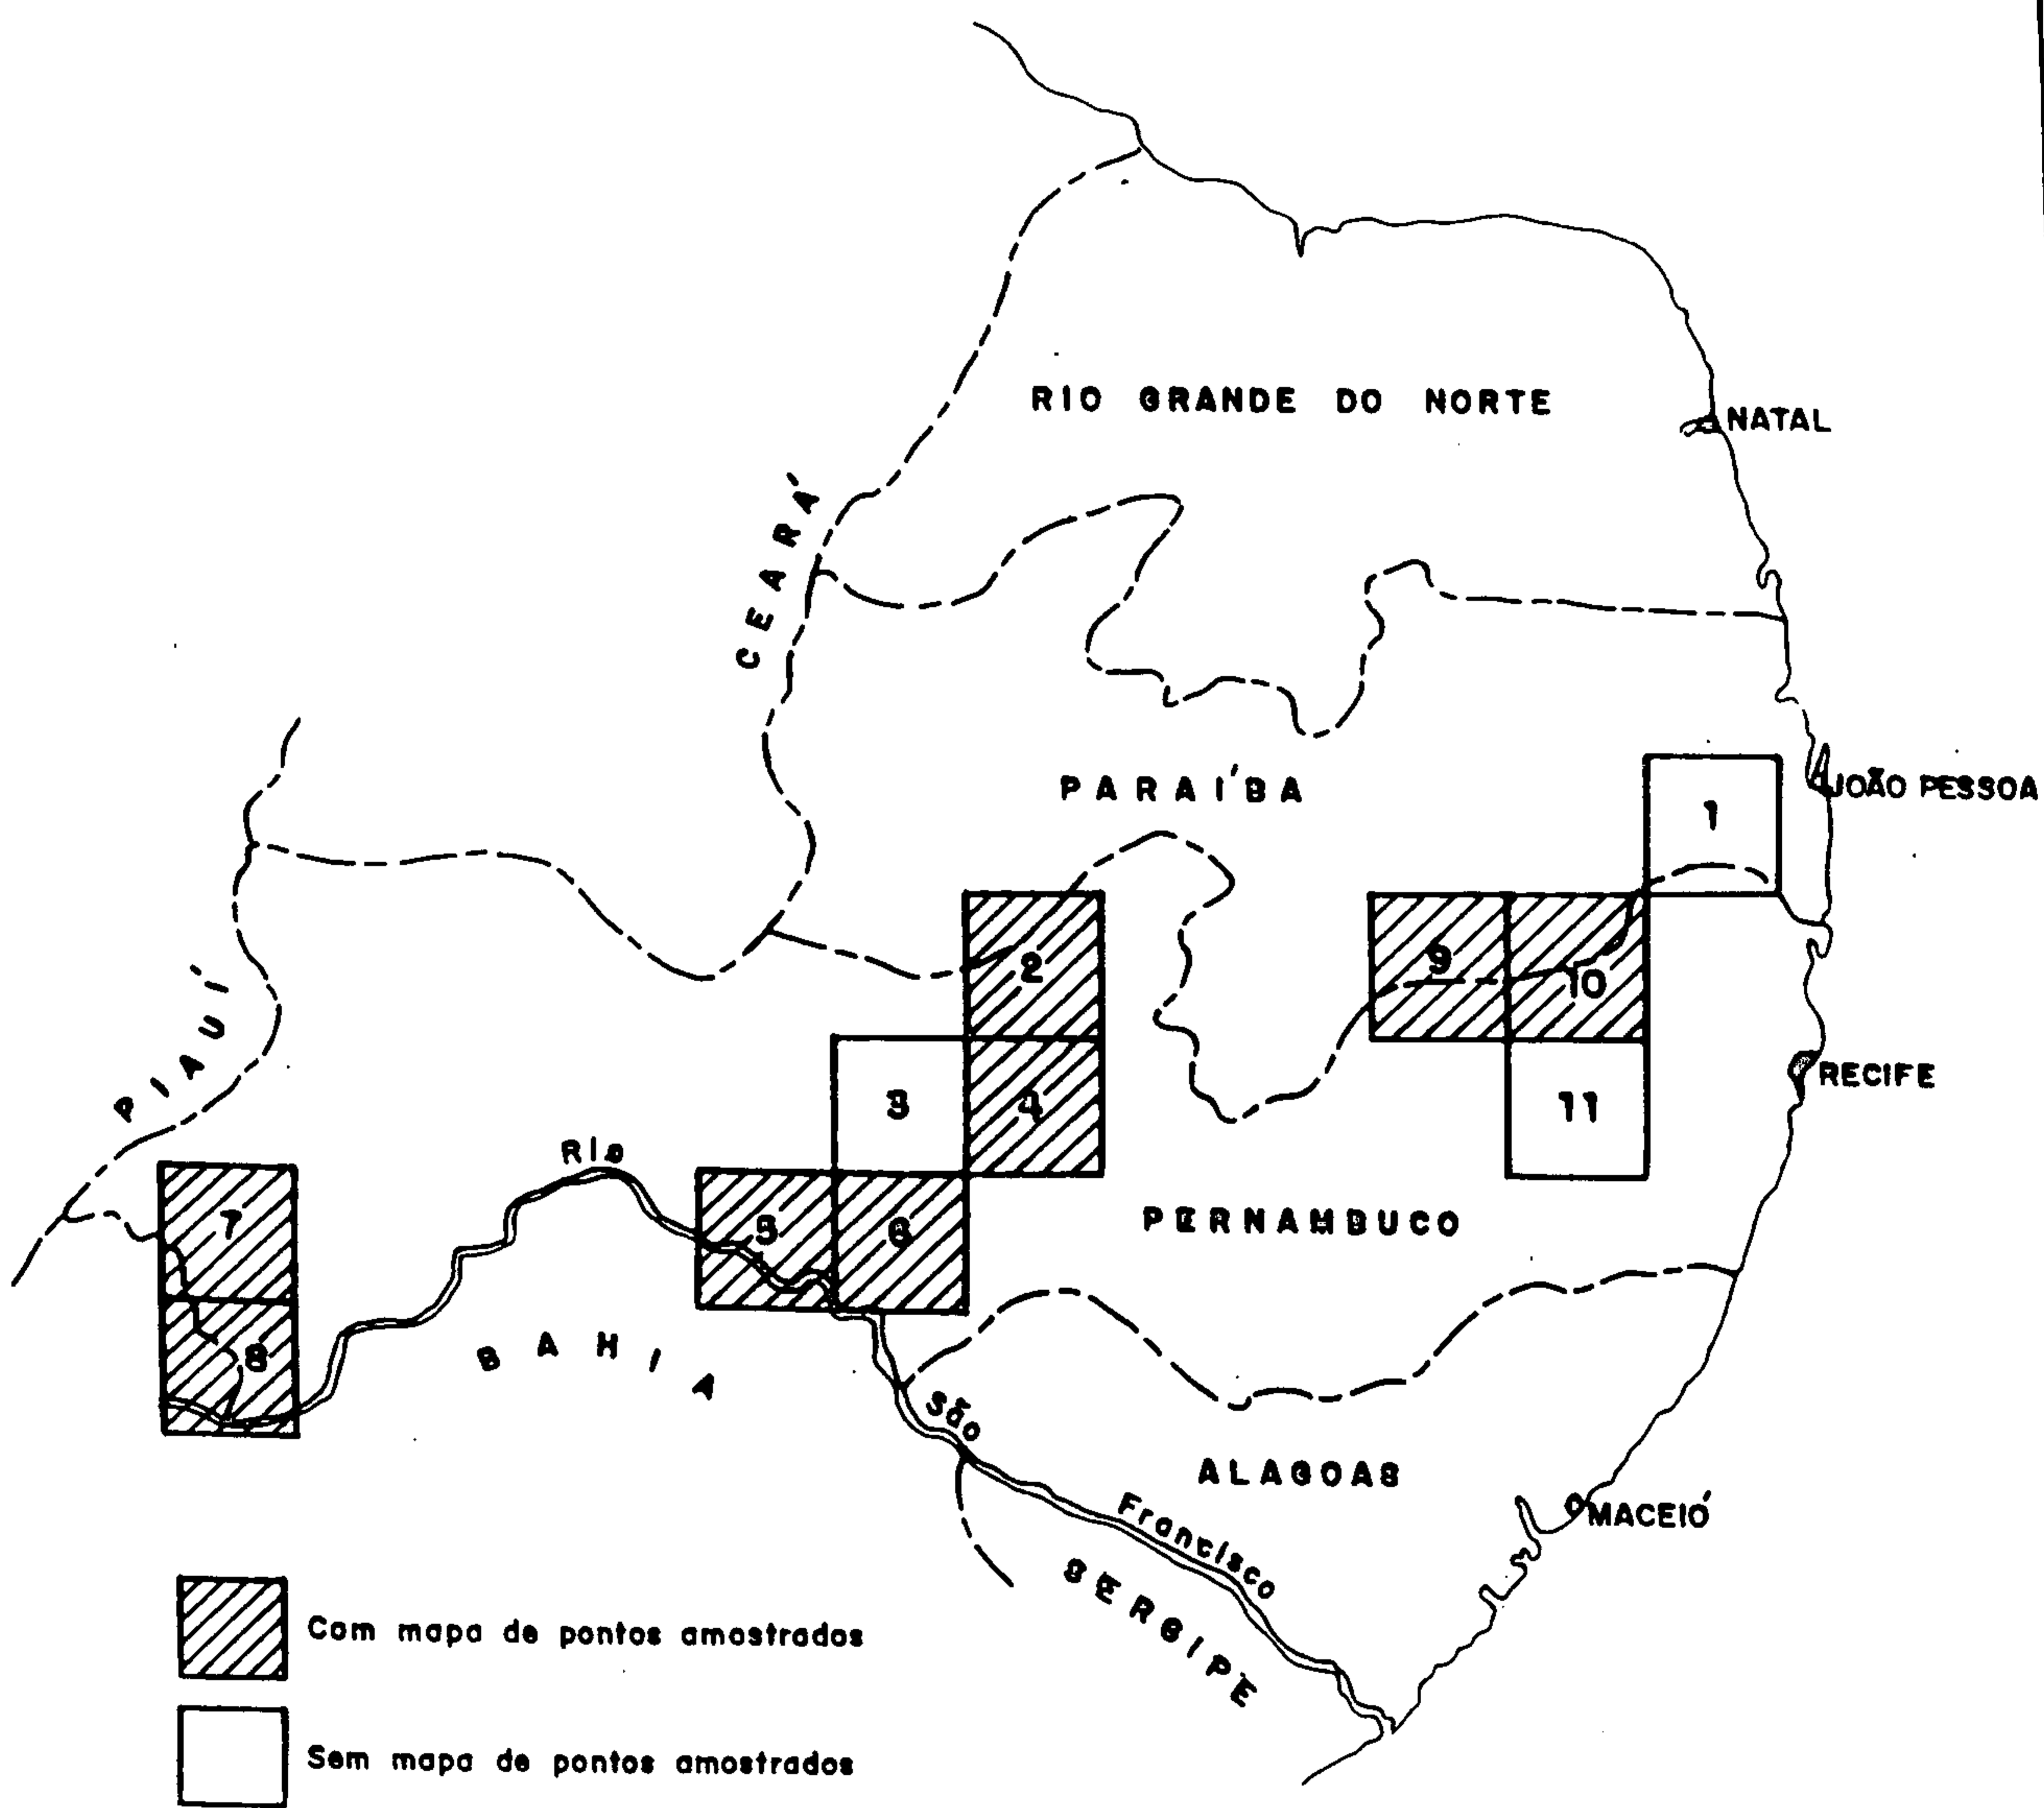 RIO GRANDE DO NORTE
NATAL
CEARÁ
PARAÍBA
JOÃO PESSOA
1
2
9
10
PIAUÍ
3
4
11
RECIFE
Rio
7
5
6
PERNAMBUCO
8
BAHIA
São
ALAGOAS
Francisco
MACEIÓ
SERGIPE
Com mapa de pontos amostrados
Sem mapa de pontos amostrados